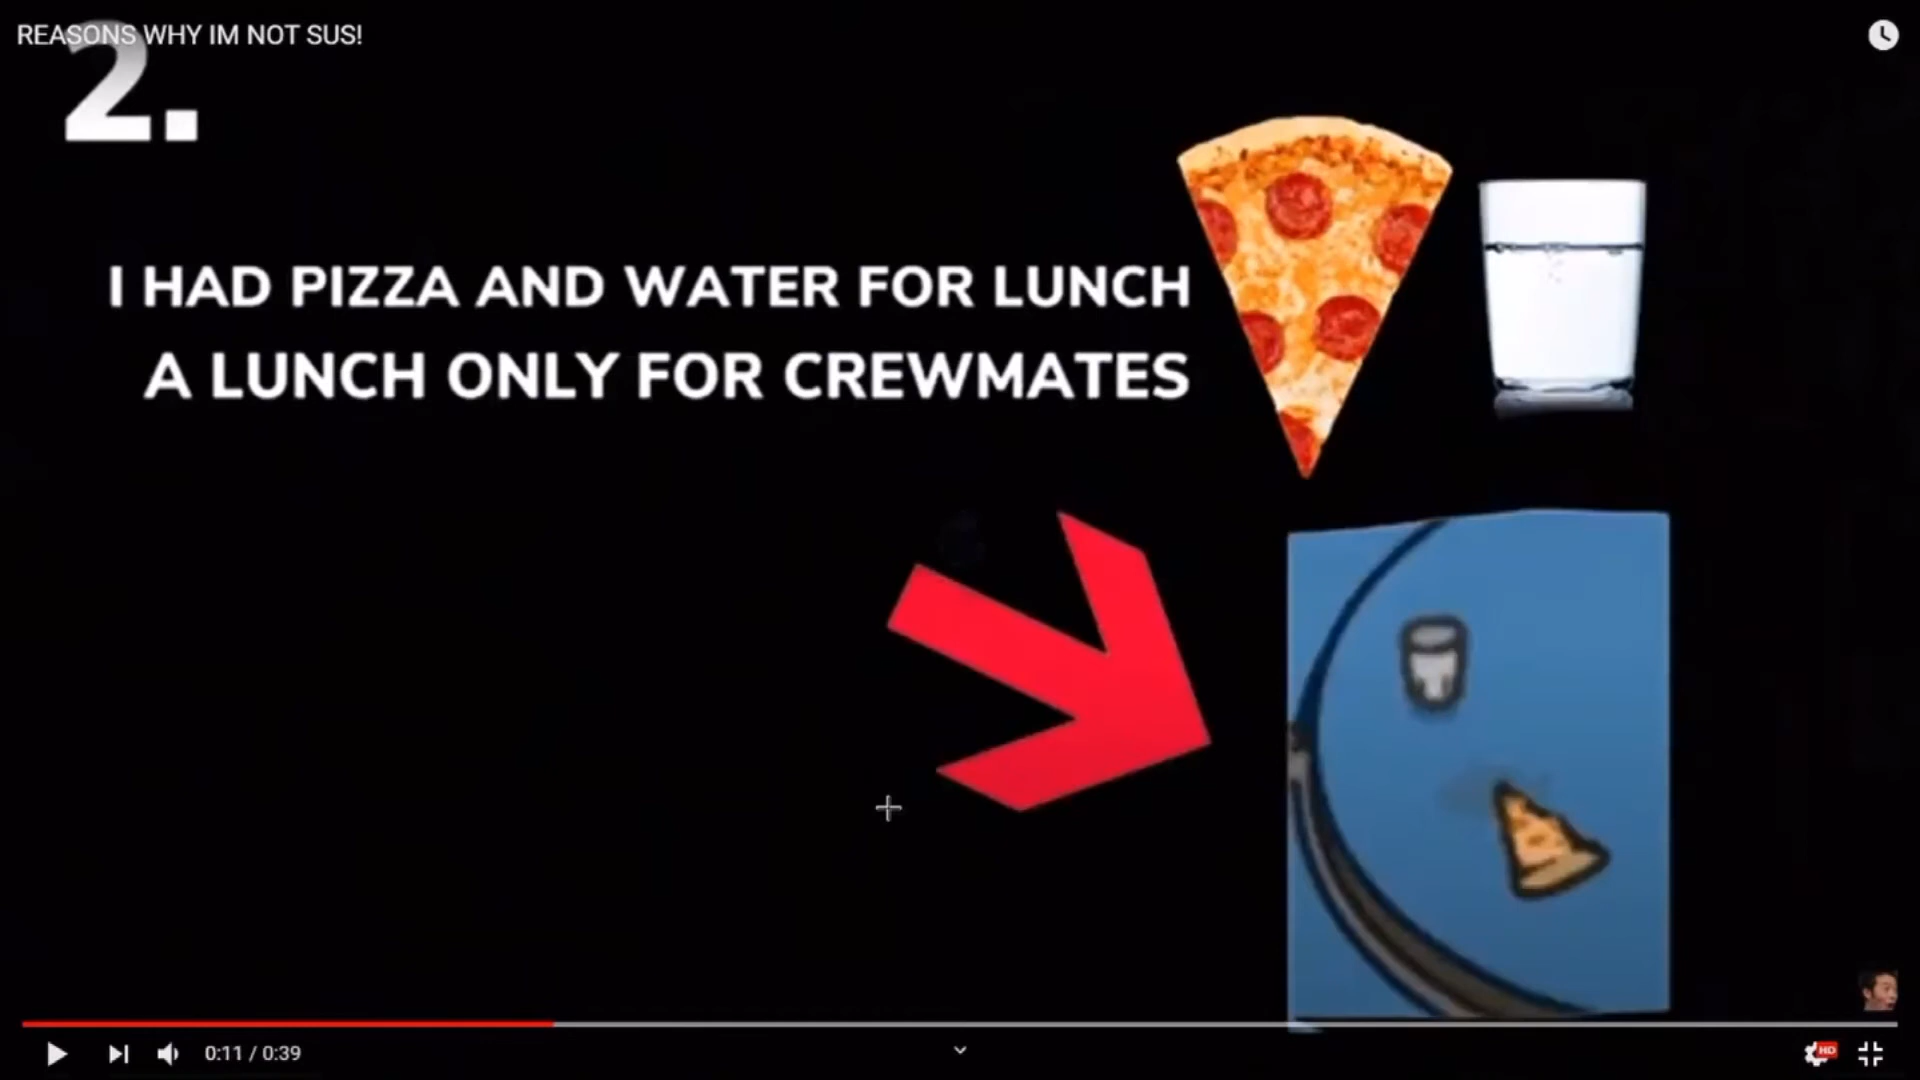 REASONS WHY IM NOT SUS!
2.
I HAD PIZZA AND WATER FOR LUNCH
A LUNCH ONLY FOR CREWMATES
0:11 / 0:39
HD